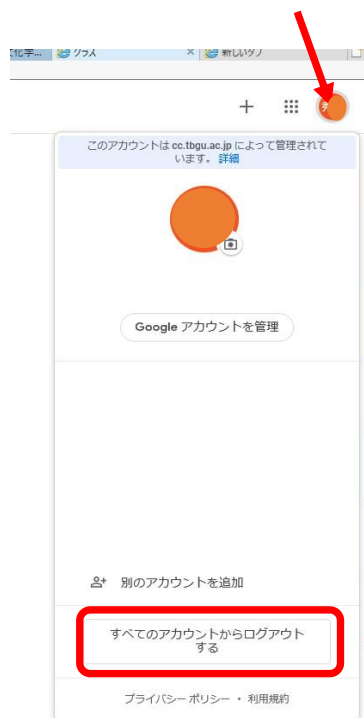 クラス
新しいタブ
このアカウントは cc.tbgu.ac.jp によって管理されて
います。 詳細
Google アカウントを管理
別のアカウントを追加
すべてのアカウントからログアウト
する
プライバシー ポリシー ・ 利用規約